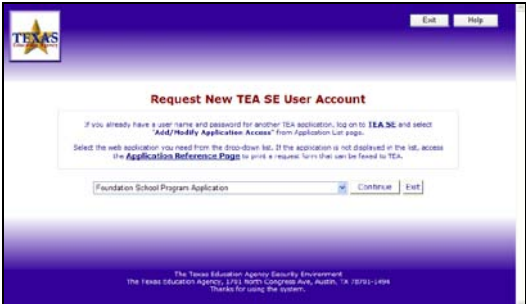 Exit Help
TEXAS
Education Agency
Request New TEA SE User Account
If you already have a user name and password for another TEA application, log on to TEA SE and select
"Add/Modify Application Access" from Application List page.
Select the web application you need from the drop-down list. If the application is not displayed in the list, access
the Application Reference Page to print a request form that can be faxed to TEA.
Foundation School Program Application Continue Exit
The Texas Education Agency Security Environment
The Texas Education Agency, 1701 North Congress Ave, Austin, TX 78701-1494
Thanks for using the system.